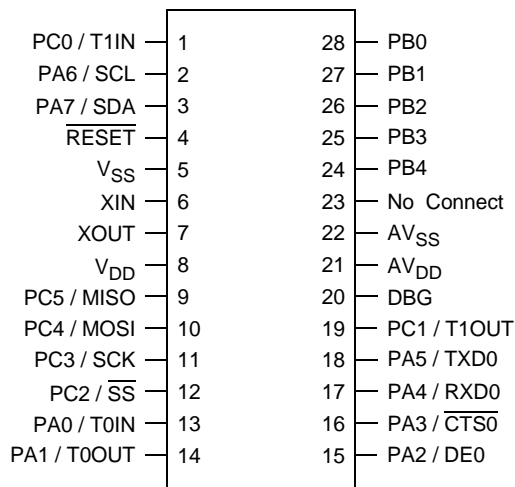 PC0 / T1IN 1 28 PB0
PA6 / SCL 2 27 PB1
PA7 / SDA 3 26 PB2
RESET 4 25 PB3
VSS 5 24 PB4
XIN 6 23 No Connect
XOUT 7 22 AVSS
VDD 8 21 AVDD
PC5 / MISO 9 20 DBG
PC4 / MOSI 10 19 PC1 / T1OUT
PC3 / SCK 11 18 PA5 / TXD0
PC2 / SS 12 17 PA4 / RXD0
PA0 / T0IN 13 16 PA3 / CTS0
PA1 / T0OUT 14 15 PA2 / DE0